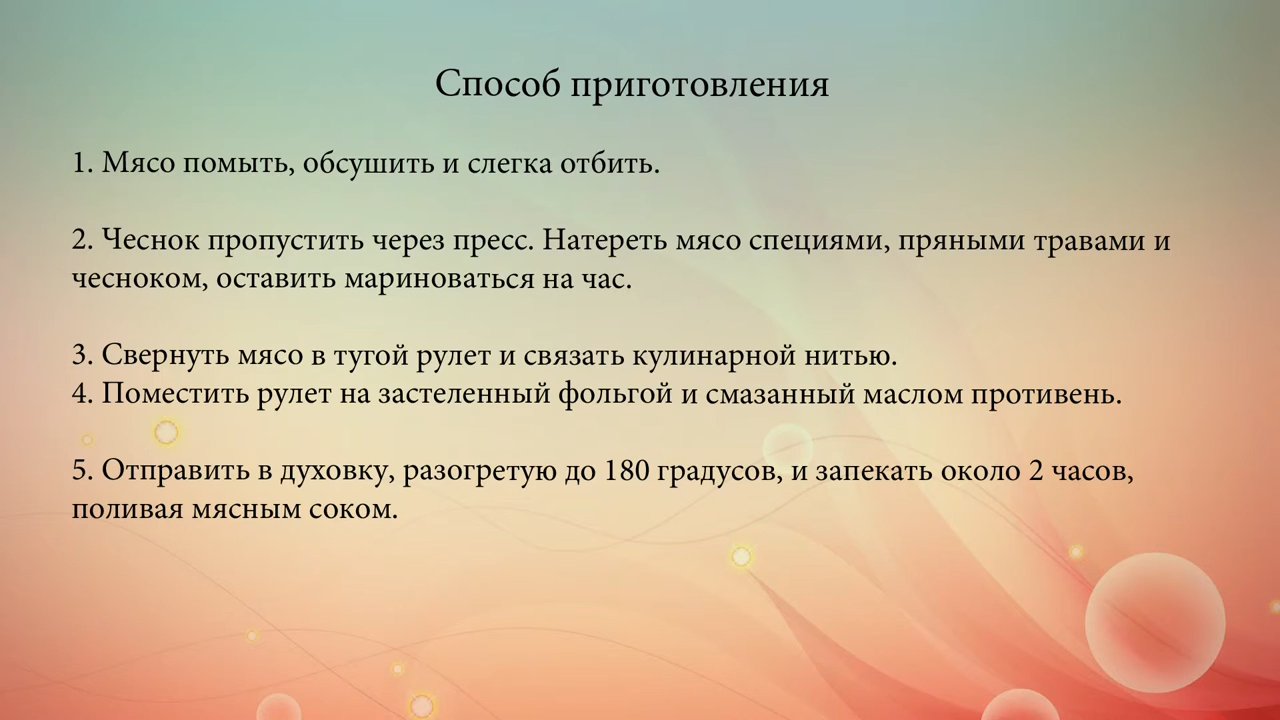 Способ приготовления
1. Мясо помыть, обсушить и слегка отбить.
2. Чеснок пропустить через пресс. Натереть мясо специями, пряными травами и
чесноком, оставить мариноваться на час.
3. Свернуть мясо в тугой рулет и связать кулинарной нитью.
4. Поместить рулет на застеленный фольгой и смазанный маслом противень.
5. Отправить в духовку, разогретую до 180 градусов, и запекать около 2 часов,
поливая мясным соком.